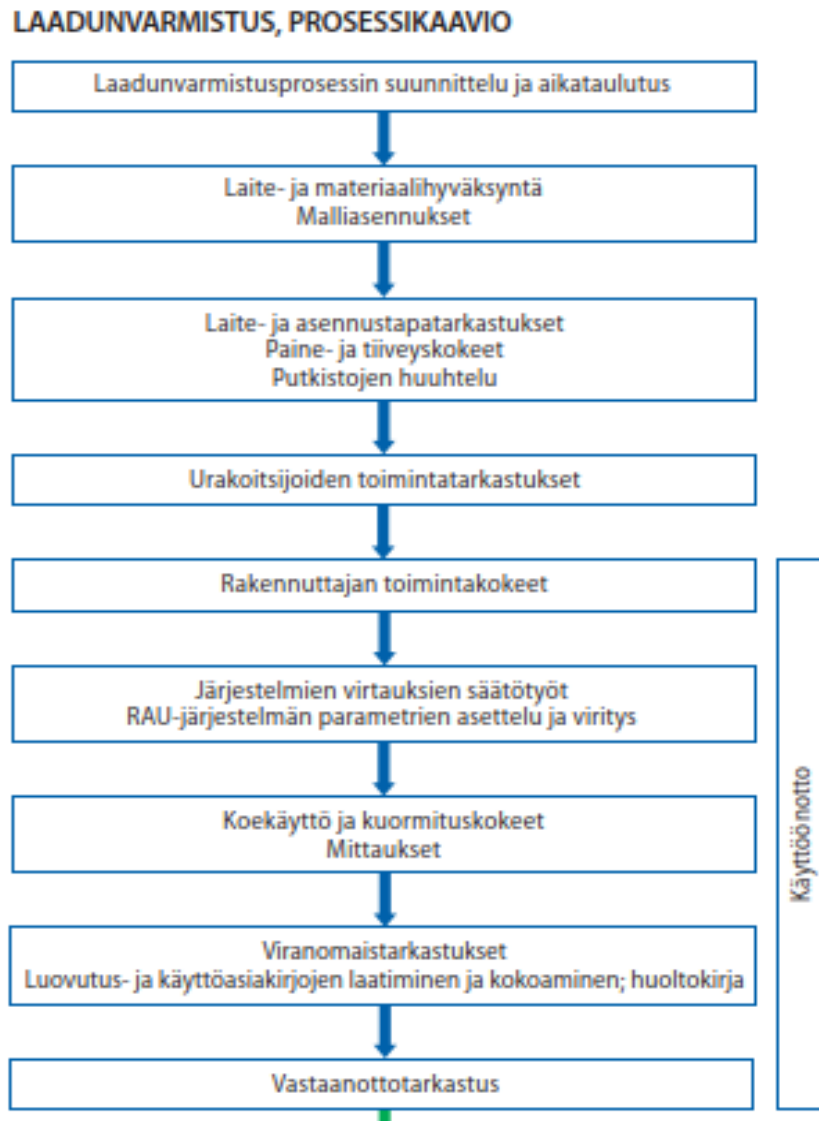 LAADUNVARMISTUS, PROSESSIKAAVIO
Laadunvarmistusprosessin suunnittelu ja aikataulutus
Laite- ja materiaalihyväksyntä
Malliasennukset
Laite- ja asennustapatarkastukset
Paine- ja tiiveyskokeet
Putkistojen huuhtelu
Urakoitsijoiden toimintatarkastukset
Rakennuttajan toimintakokeet
Järjestelmien virtauksien säätötyöt
RAU-järjestelmän parametrien asettelu ja viritys
Koekäyttö ja kuormituskokeet
Mittaukset
Viranomaistarkastukset
Luovutus- ja käyttöasiakirjojen laatiminen ja kokoaminen; huoltokirja
Vastaanottotarkastus
Käyttöönotto